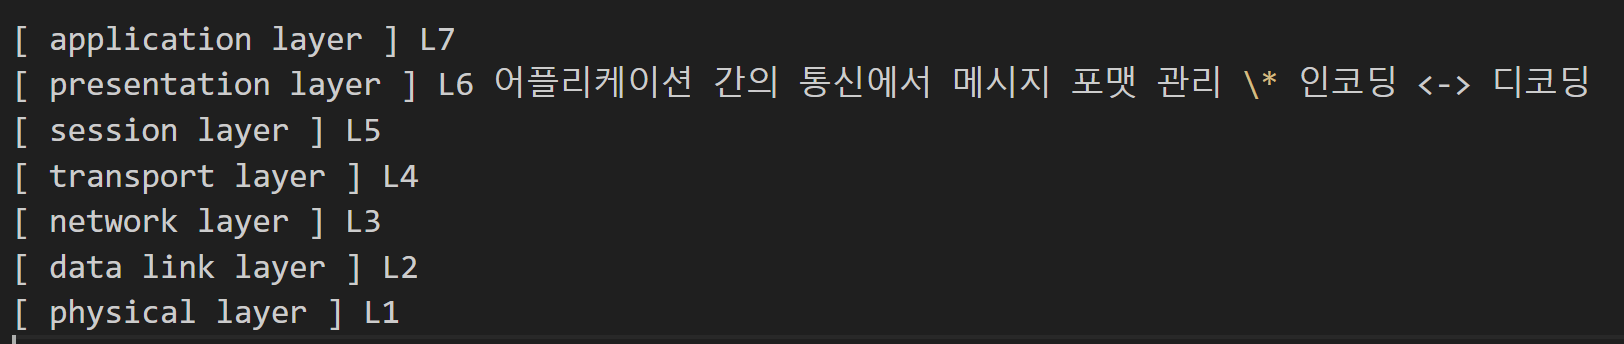 [ application layer ] L7
[ presentation layer ] L6 어플리케이션 간의 통신에서 메시지 포맷 관리 \* 인코딩 <-> 디코딩
[ session layer ] L5
[ transport layer ] L4
[ network layer ] L3
[ data link layer ] L2
[ physical layer ] L1